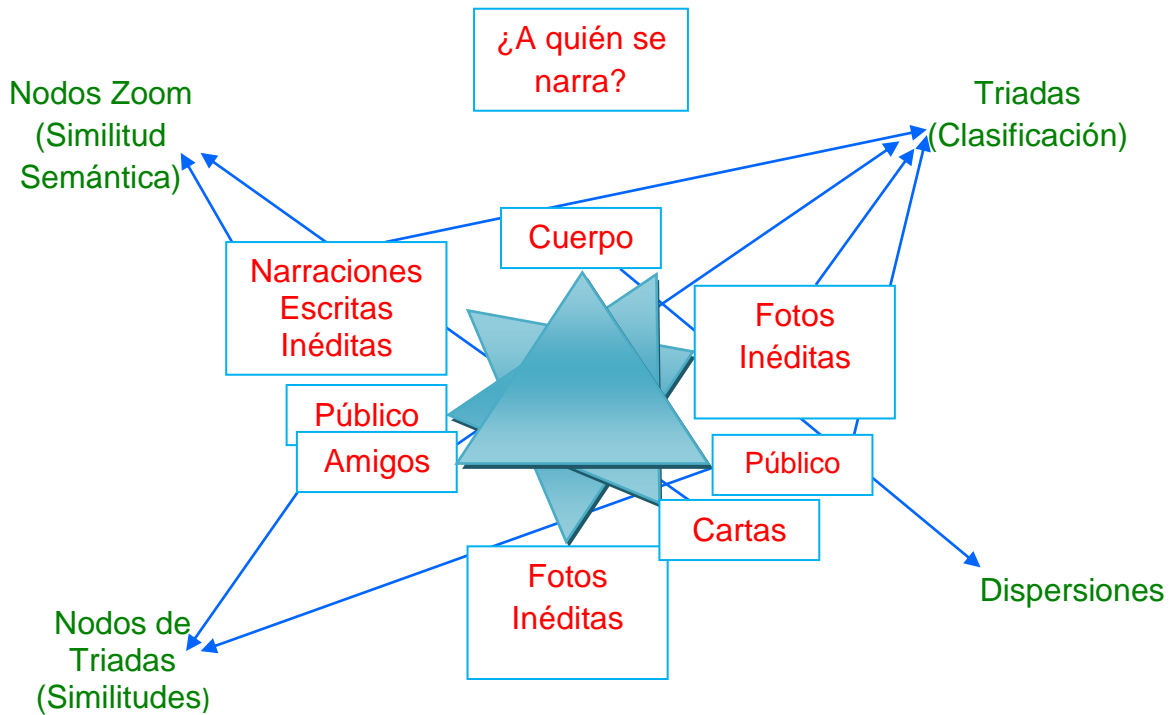 ¿A quién se
narra?
Nodos Zoom
(Similitud
Semántica)
Triadas
(Clasificación)
Cuerpo
Narraciones
Escritas
Inéditas
Fotos
Inéditas
Público
Amigos
Público
Cartas
Fotos
Inéditas
Dispersiones
Nodos de
Triadas
(Similitudes)